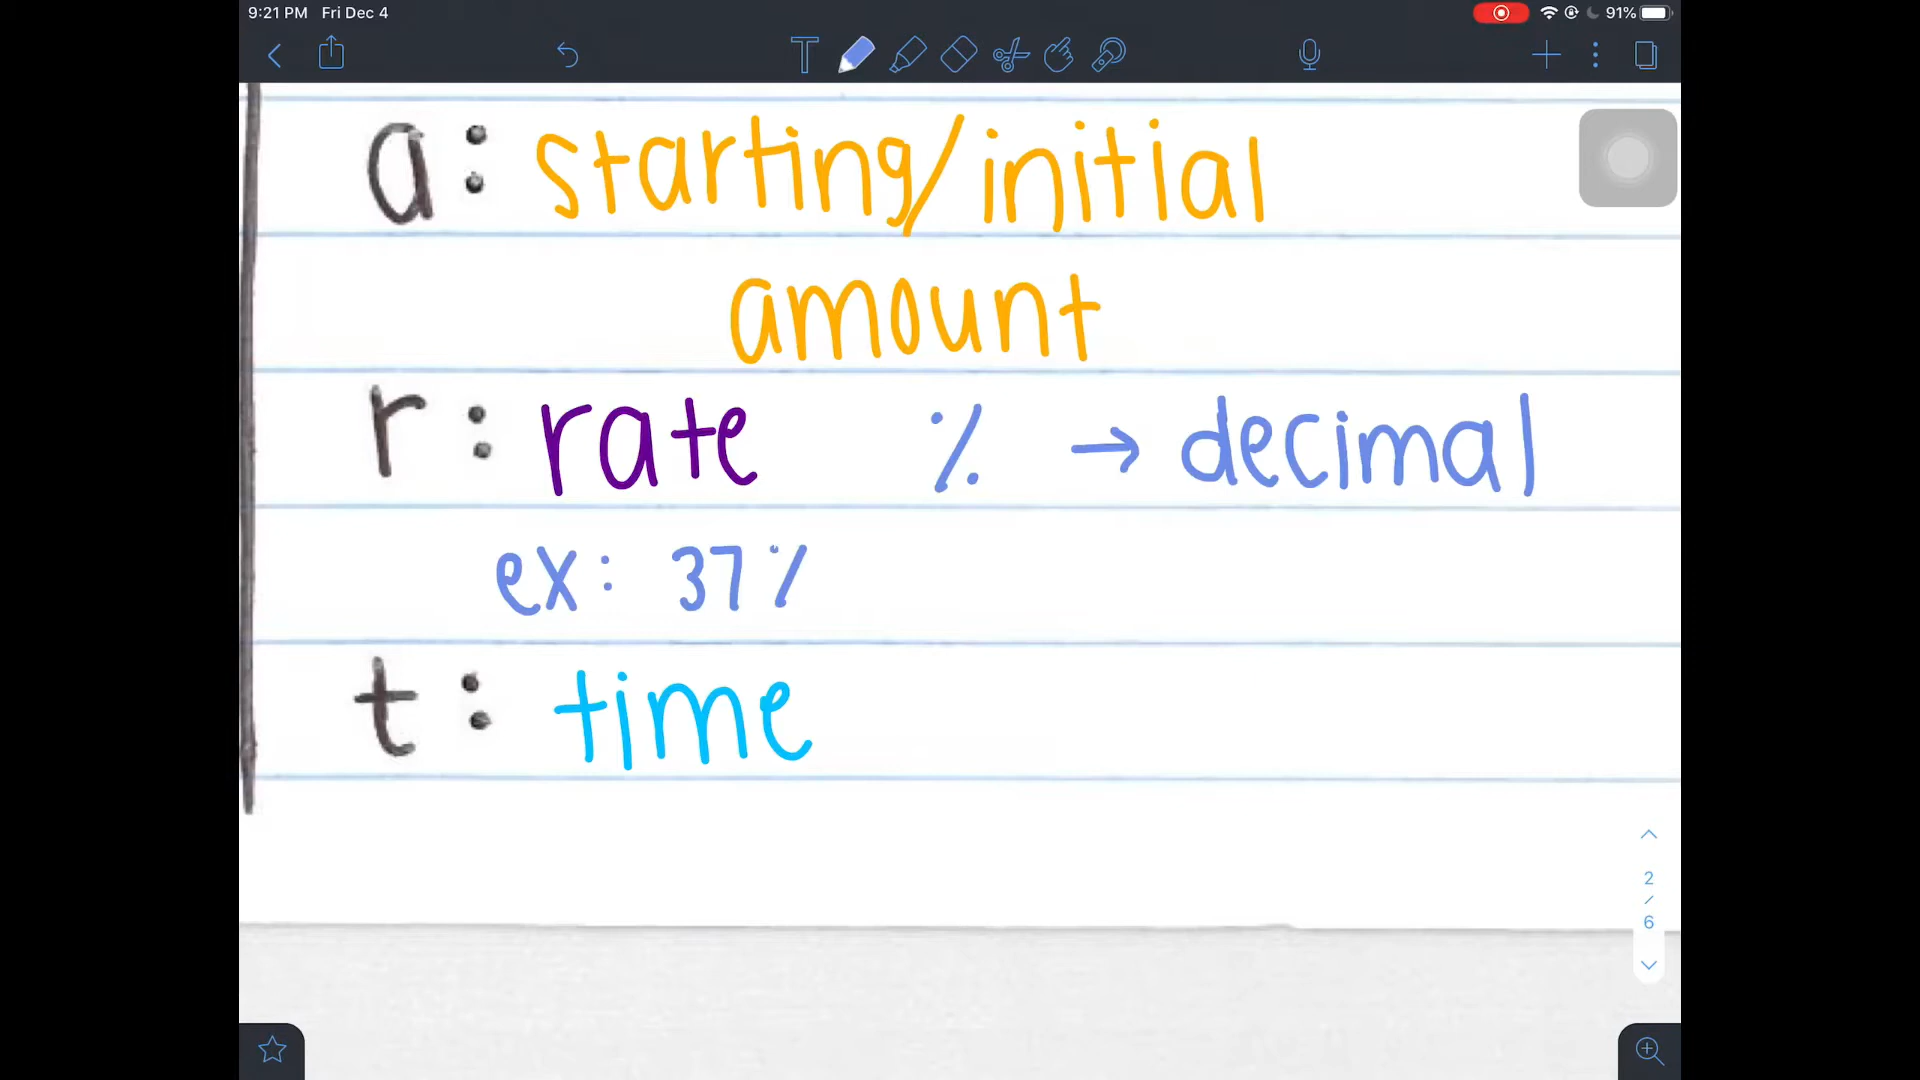 9:21 PM Fri Dec 4 91%
T
a: starting/initial
amount
r: rate % → decimal
ex: 37%
t: time
2
/
6